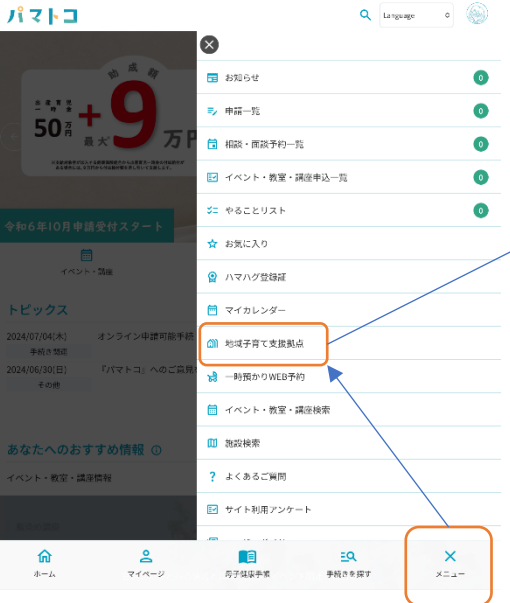 パマトコ
Language
お知らせ 0
申請一覧 0
相談・面談予約一覧 0
イベント・教室・講座申込一覧 0
やることリスト 0
お気に入り
ハマハグ登録証
マイカレンダー
地域子育て支援拠点
一時預かりWEB予約
イベント・教室・講座検索
施設検索
よくあるご質問
サイト利用アンケート
助成額
出産育児
一時金
50万円
+
最大
9万円
令和6年10月申請受付スタート
イベント・講座
トピックス
2024/07/04(木) オンライン申請可能手続
手続き関連
2024/06/30(日) 『パマトコ』へのご意見
その他
あなたへのおすすめ情報
イベント・教室・講座情報
ホーム
マイページ
母子健康手帳
手続きを探す
メニュー